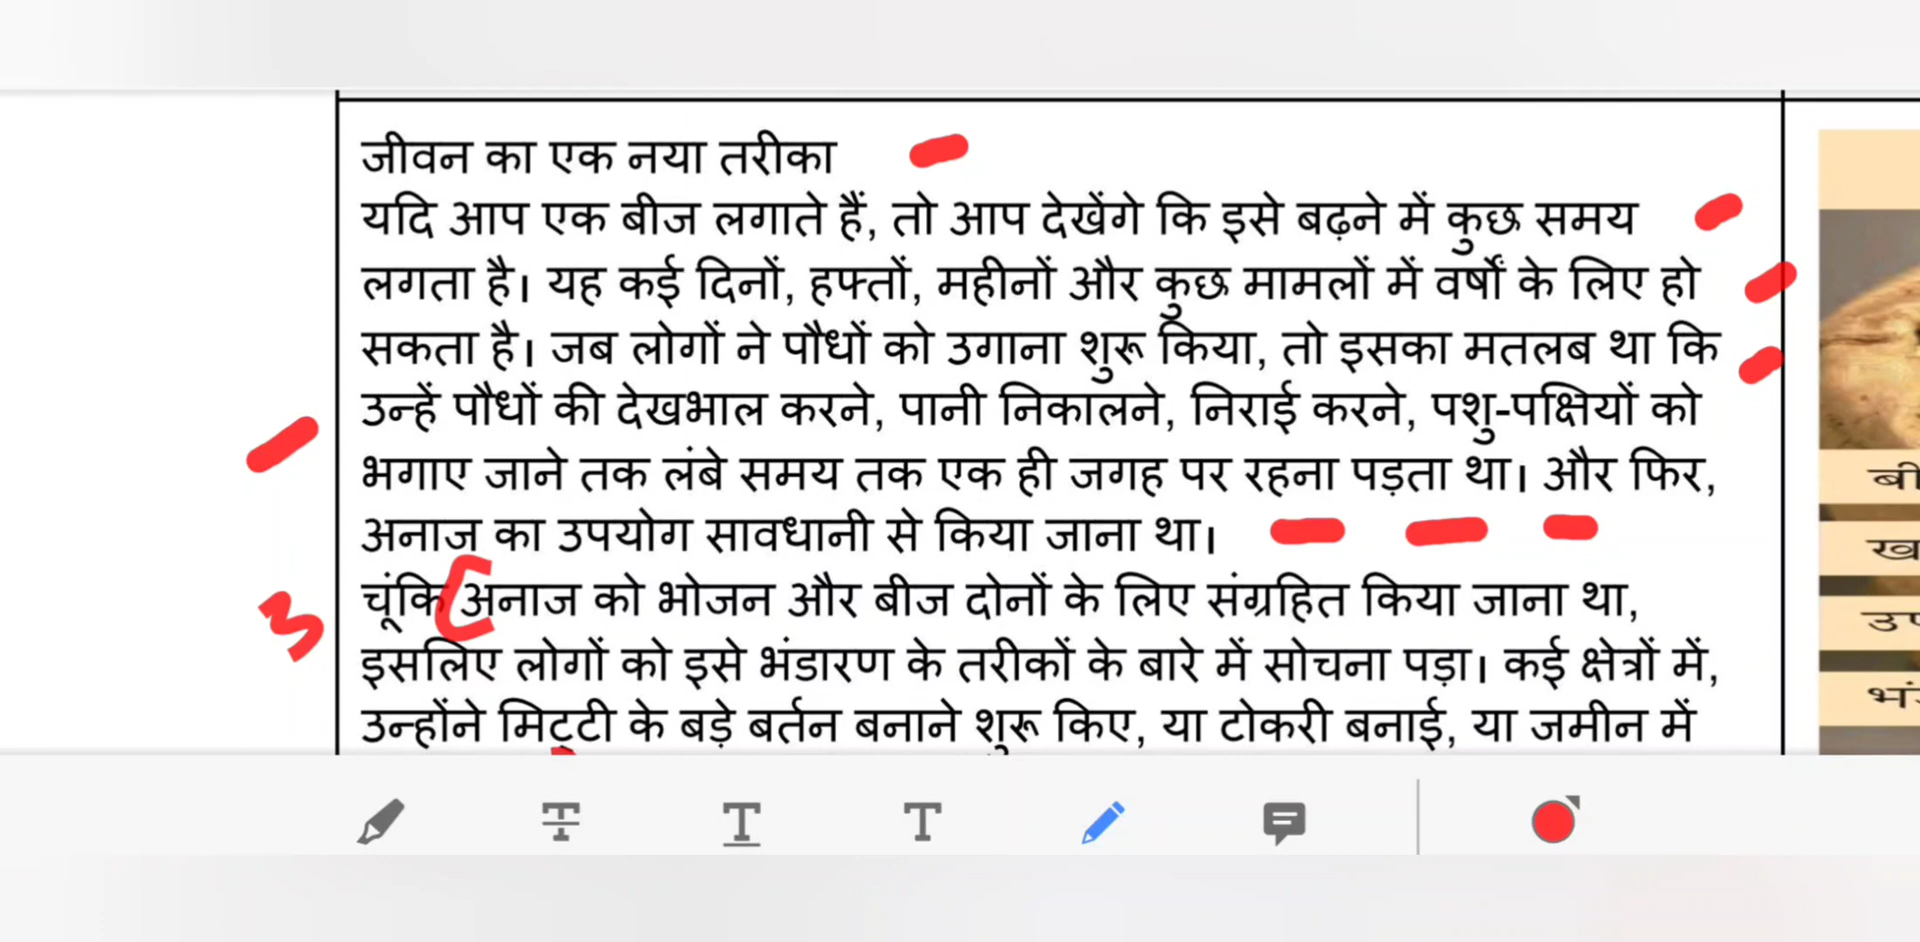 जीवन का एक नया तरीका
यदि आप एक बीज लगाते हैं, तो आप देखेंगे कि इसे बढ़ने में कुछ समय
लगता है। यह कई दिनों, हफ्तों, महीनों और कुछ मामलों में वर्षों के लिए हो
सकता है। जब लोगों ने पौधों को उगाना शुरू किया, तो इसका मतलब था कि
उन्हें पौधों की देखभाल करने, पानी निकालने, निराई करने, पशु-पक्षियों को
भगाए जाने तक लंबे समय तक एक ही जगह पर रहना पड़ता था। और फिर,
अनाज का उपयोग सावधानी से किया जाना था।
चूंकि अनाज को भोजन और बीज दोनों के लिए संग्रहित किया जाना था,
इसलिए लोगों को इसे भंडारण के तरीकों के बारे में सोचना पड़ा। कई क्षेत्रों में,
उन्होंने मिट्टी के बड़े बर्तन बनाने शुरू किए, या टोकरी बनाई, या जमीन में